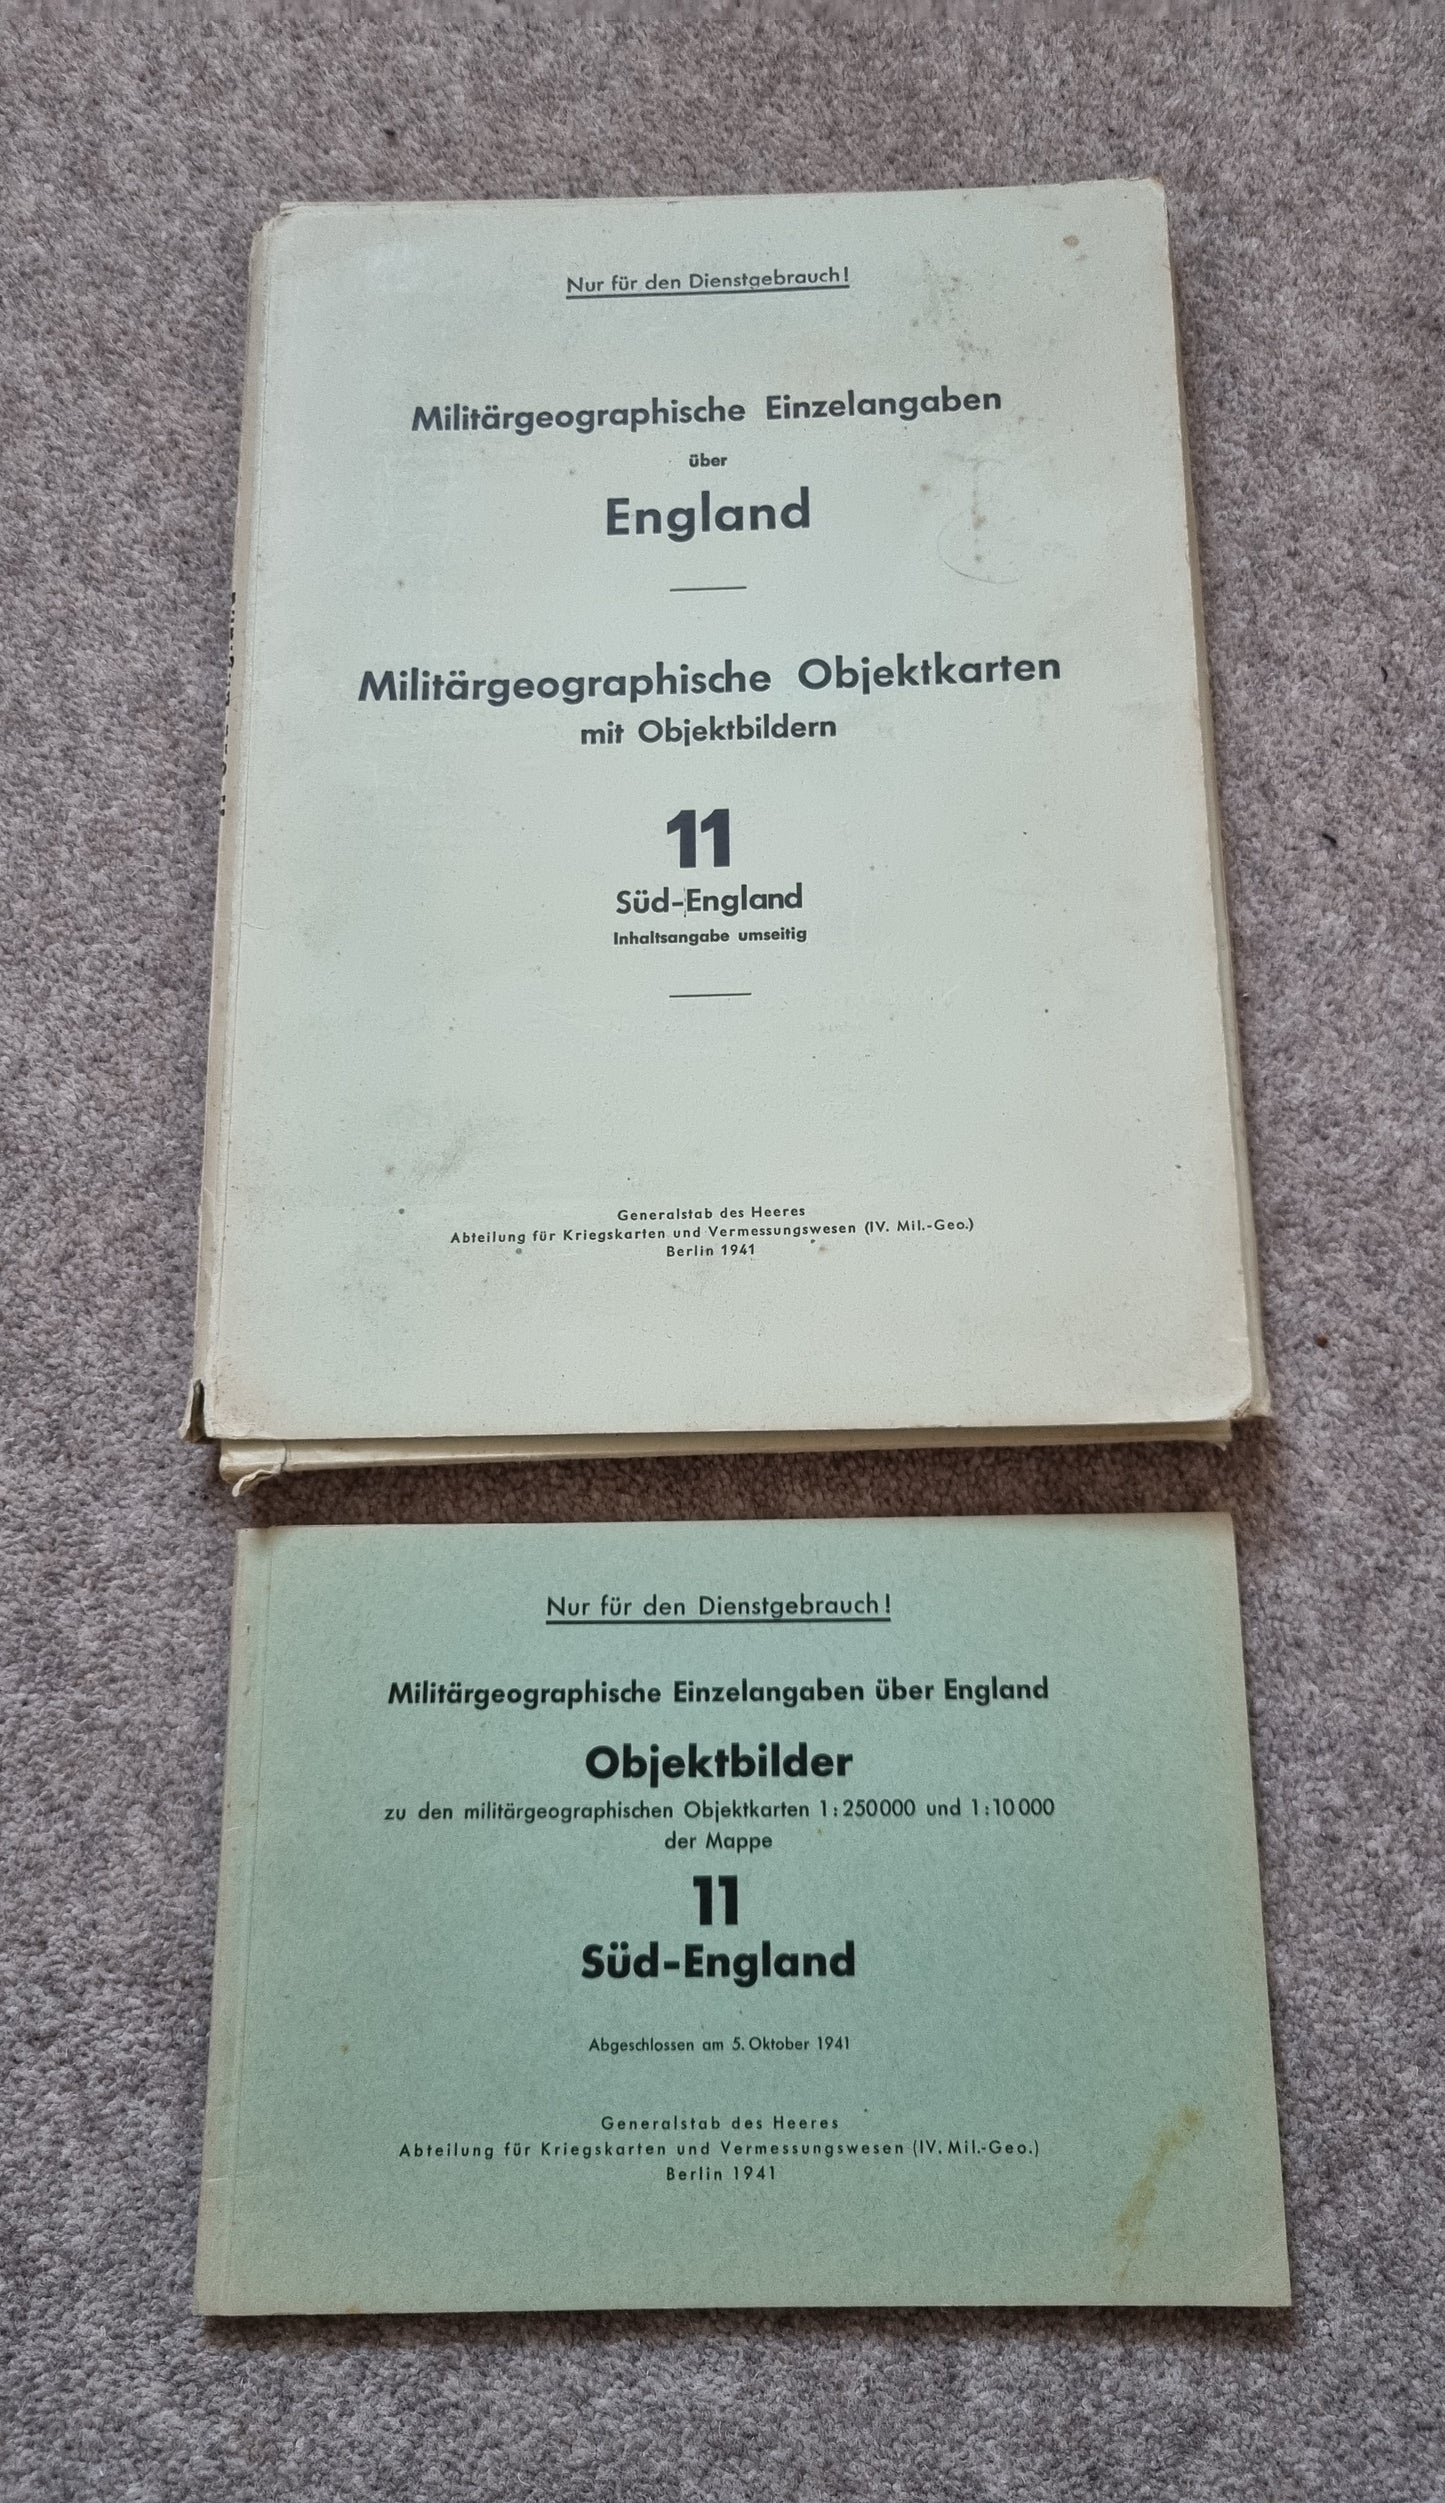 Nur für den Dienstgebrauch!
Militärgeographische Einzelangaben
über
England
Militärgeographische Objektkarten
mit Objektbildern
11
Süd-England
Inhaltsangabe umseitig
Generalstab des Heeres
Abteilung für Kriegskarten und Vermessungswesen (IV. Mil.-Geo.)
Berlin 1941
Nur für den Dienstgebrauch!
Militärgeographische Einzelangaben über England
Objektbilder
zu den militärgeographischen Objektkarten 1:250000 und 1:10000
der Mappe
11
Süd-England
Abgeschlossen am 5. Oktober 1941
Generalstab des Heeres
Abteilung für Kriegskarten und Vermessungswesen (IV. Mil.-Geo.)
Berlin 1941